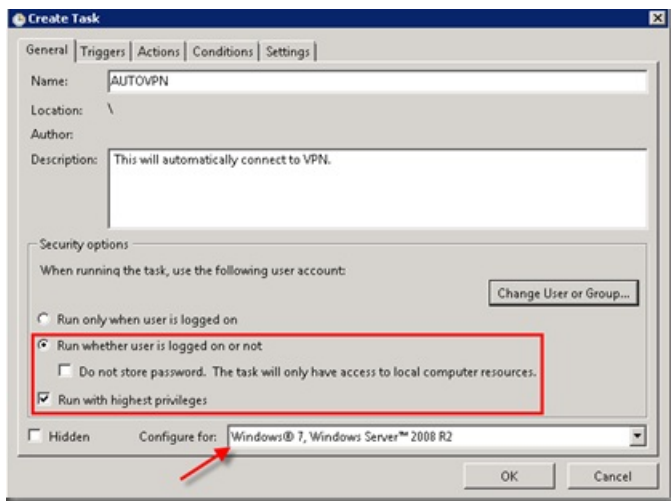 Create Task
General Triggers Actions Conditions Settings
Name: AUTOVPN
Location: \
Author:
Description: This will automatically connect to VPN.
Security options
When running the task, use the following user account:
Change User or Group...
Run only when user is logged on
Run whether user is logged on or not
Do not store password. The task will only have access to local computer resources.
Run with highest privileges
Hidden Configure for: Windows® 7, Windows Server™ 2008 R2
OK Cancel